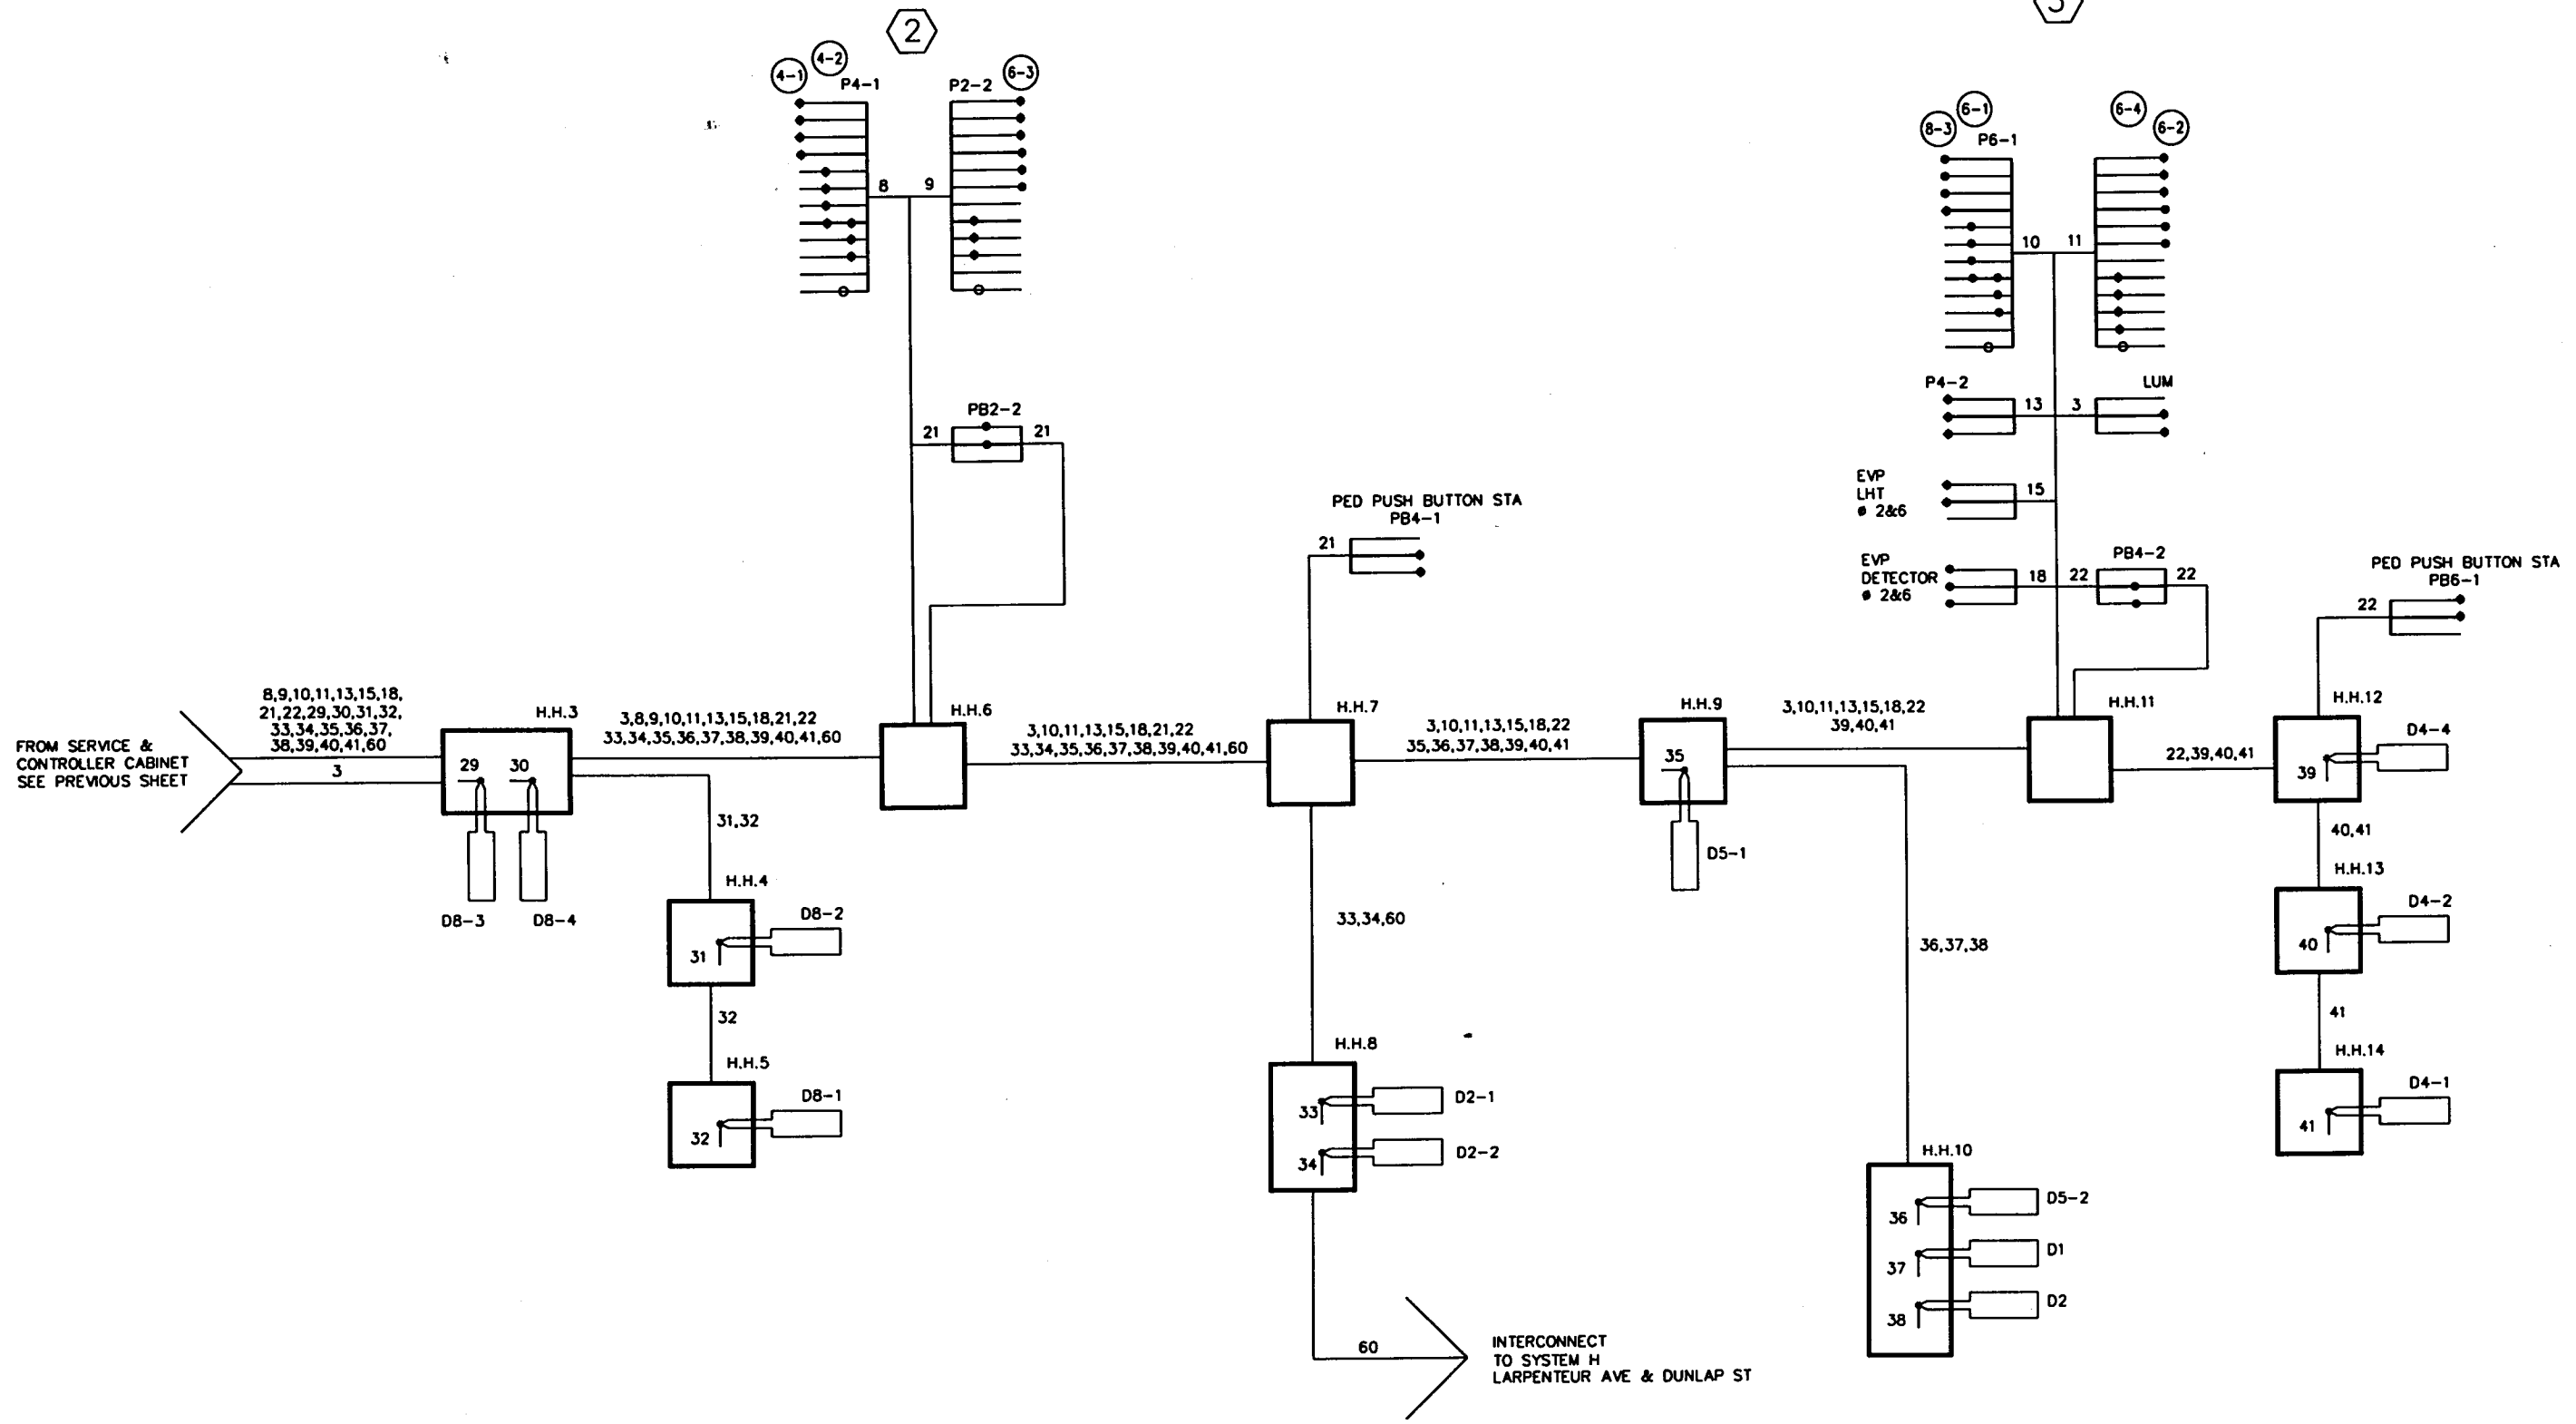 2
3
4-1
4-2
P4-1
P2-2
6-3
8-3
6-1
P6-1
6-4
6-2
8
9
10
11
P4-2
13
3
LUM
PB2-2
21
21
EVP
LHT
ø 2&6
15
PED PUSH BUTTON STA
PB4-1
21
EVP
DETECTOR
ø 2&6
18
22
PB4-2
22
PED PUSH BUTTON STA
PB6-1
22
FROM SERVICE &
CONTROLLER CABINET
SEE PREVIOUS SHEET
8,9,10,11,13,15,18,
21,22,29,30,31,32,
33,34,35,36,37,
38,39,40,41,60
3
H.H.3
29
30
D8-3
D8-4
3,8,9,10,11,13,15,18,21,22
33,34,35,36,37,38,39,40,41,60
31,32
H.H.4
31
D8-2
32
H.H.5
32
D8-1
H.H.6
3,10,11,13,15,18,21,22
33,34,35,36,37,38,39,40,41,60
H.H.7
33,34,60
H.H.8
33
D2-1
34
D2-2
60
INTERCONNECT
TO SYSTEM H
LARPENTEUR AVE & DUNLAP ST
3,10,11,13,15,18,22
35,36,37,38,39,40,41
H.H.9
35
D5-1
3,10,11,13,15,18,22
39,40,41
36,37,38
H.H.10
36
D5-2
37
D1
38
D2
H.H.11
22,39,40,41
H.H.12
39
D4-4
40,41
H.H.13
40
D4-2
41
H.H.14
41
D4-1